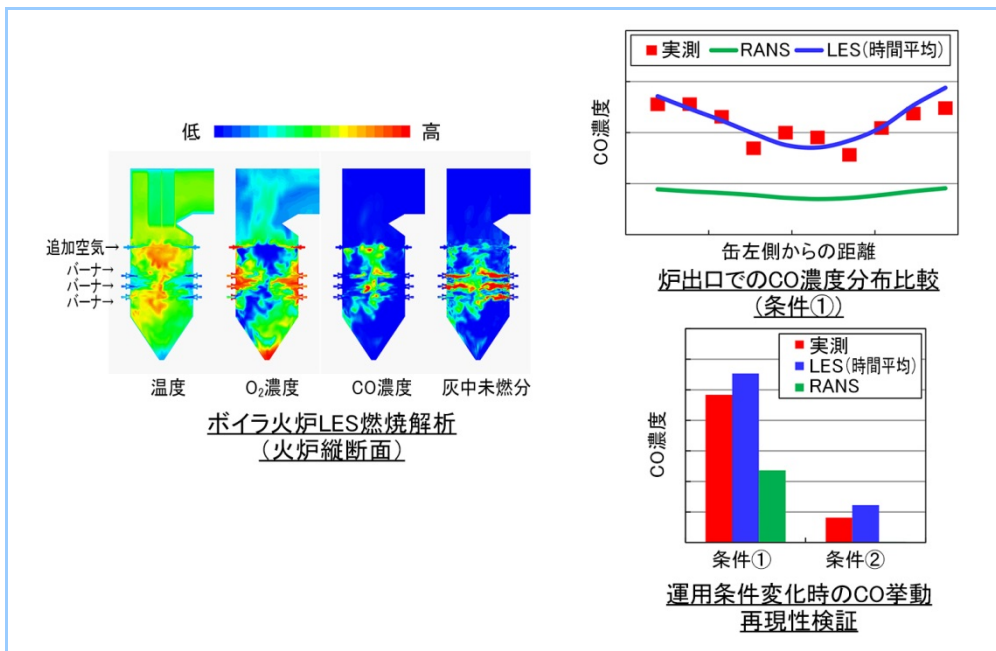 低 高
追加空気→
バーナ→
バーナ→
バーナ→
温度 O₂濃度 CO濃度 灰中未燃分
ボイラ火炉LES燃焼解析
(火炉縦断面)
実測 RANS LES(時間平均)
CO濃度
缶左側からの距離
炉出口でのCO濃度分布比較
(条件①)
実測
LES(時間平均)
RANS
CO濃度
条件① 条件②
運用条件変化時のCO挙動
再現性検証